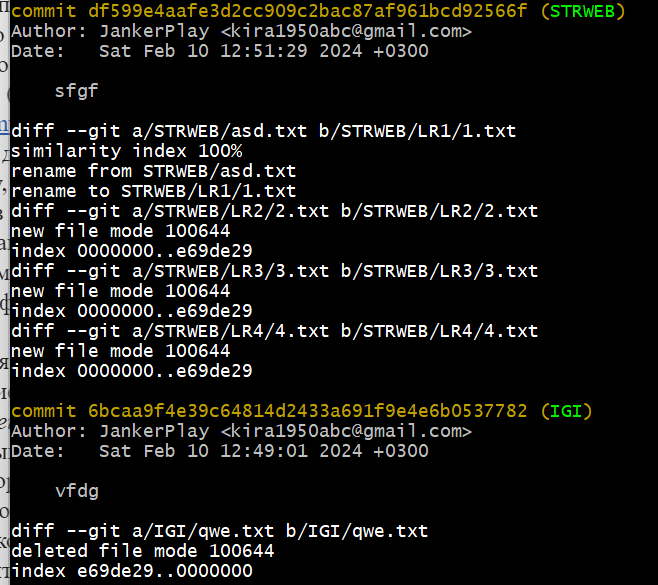 commit df599e4aafe3d2cc909c2bac87af961bcd92566f (STRWEB)
Author: JankerPlay <kira1950abc@gmail.com>
Date:   Sat Feb 10 12:51:29 2024 +0300
    sfgf
diff --git a/STRWEB/asd.txt b/STRWEB/LR1/1.txt
similarity index 100%
rename from STRWEB/asd.txt
rename to STRWEB/LR1/1.txt
diff --git a/STRWEB/LR2/2.txt b/STRWEB/LR2/2.txt
new file mode 100644
index 0000000..e69de29
diff --git a/STRWEB/LR3/3.txt b/STRWEB/LR3/3.txt
new file mode 100644
index 0000000..e69de29
diff --git a/STRWEB/LR4/4.txt b/STRWEB/LR4/4.txt
new file mode 100644
index 0000000..e69de29
commit 6bcaa9f4e39c64814d2433a691f9e4e6b0537782 (IGI)
Author: JankerPlay <kira1950abc@gmail.com>
Date:   Sat Feb 10 12:49:01 2024 +0300
    vfdg
diff --git a/IGI/qwe.txt b/IGI/qwe.txt
deleted file mode 100644
index e69de29..0000000